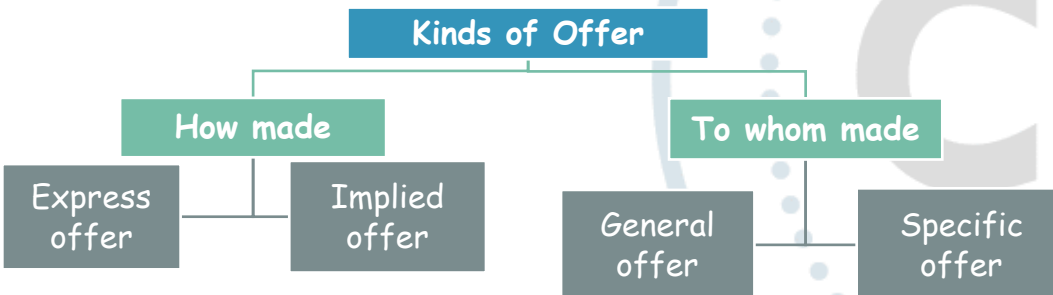 Kinds of Offer
How made
To whom made
Express
offer
Implied
offer
General
offer
Specific
offer